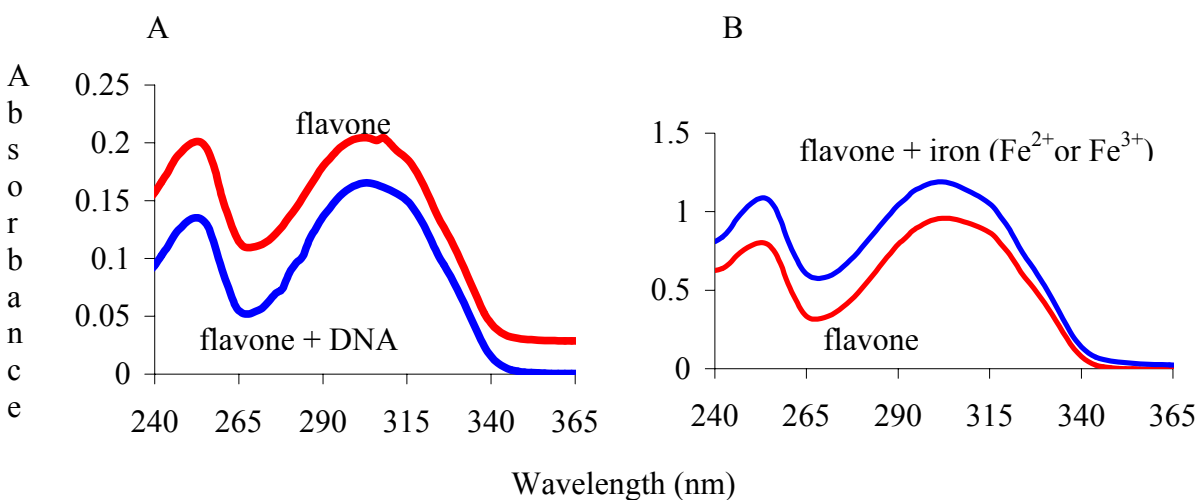 A
B
Absorbance
0.25
0.2
0.15
0.1
0.05
0
flavone
flavone + DNA
240 265 290 315 340 365
1.5
1
0.5
0
flavone + iron (Fe2+or Fe3+)
flavone
240 265 290 315 340 365
Wavelength (nm)